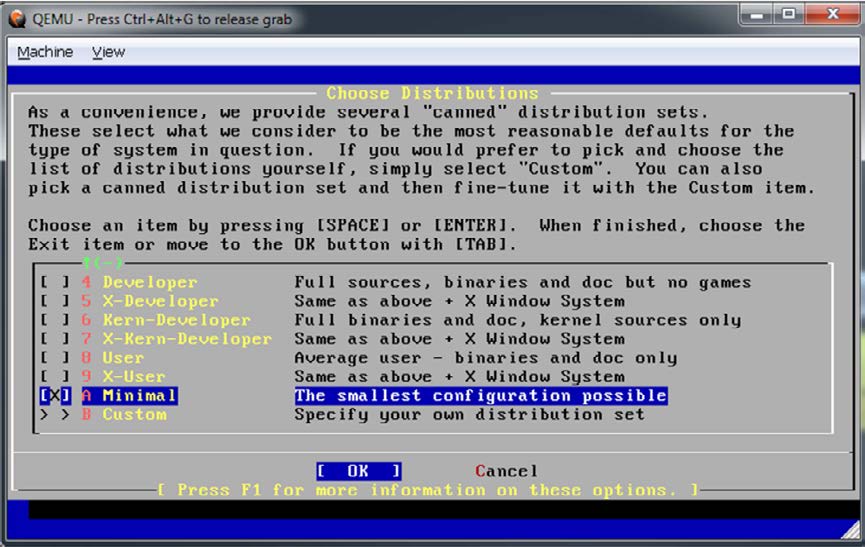 QEMU - Press Ctrl+Alt+G to release grab
Machine View
Choose Distributions
As a convenience, we provide several "canned" distribution sets.
These select what we consider to be the most reasonable defaults for the
type of system in question.  If you would prefer to pick and choose the
list of distributions yourself, simply select "Custom".  You can also
pick a canned distribution set and then fine-tune it with the Custom item.
Choose an item by pressing [SPACE] or [ENTER].  When finished, choose the
Exit item or move to the OK button with [TAB].
↑(-)
[ ] 4 Developer Full sources, binaries and doc but no games
[ ] 5 X-Developer Same as above + X Window System
[ ] 6 Kern-Developer Full binaries and doc, kernel sources only
[ ] 7 X-Kern-Developer Same as above + X Window System
[ ] 8 User Average user - binaries and doc only
[ ] 9 X-User Same as above + X Window System
[X] A Minimal The smallest configuration possible
> > B Custom Specify your own distribution set
[ OK ] Cancel
[ Press F1 for more information on these options. ]